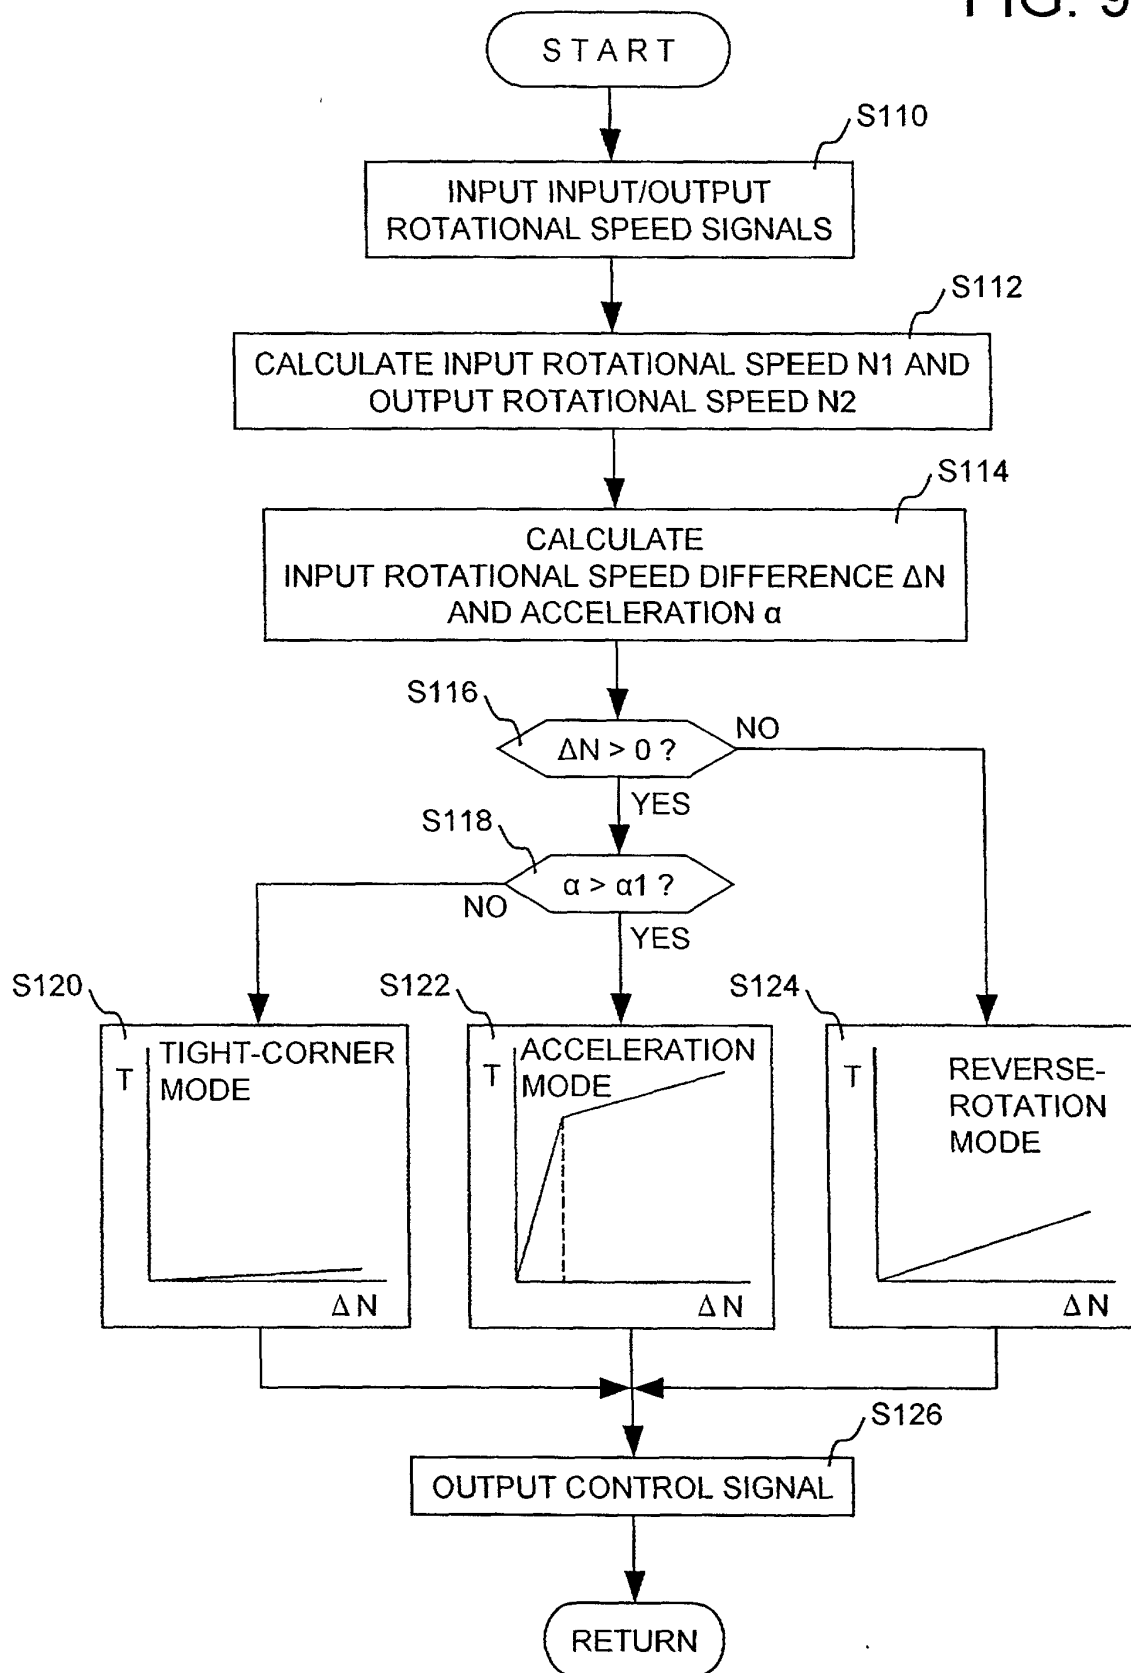 FIG. 9
START
S110
INPUT INPUT/OUTPUT
ROTATIONAL SPEED SIGNALS
S112
CALCULATE INPUT ROTATIONAL SPEED N1 AND
OUTPUT ROTATIONAL SPEED N2
S114
CALCULATE
INPUT ROTATIONAL SPEED DIFFERENCE ΔN
AND ACCELERATION α
S116
ΔN > 0 ?
NO
YES
S118
α > α1 ?
NO
YES
S120
TIGHT-CORNER
MODE
T
ΔN
S122
ACCELERATION
MODE
T
ΔN
S124
REVERSE-
ROTATION
MODE
T
ΔN
S126
OUTPUT CONTROL SIGNAL
RETURN